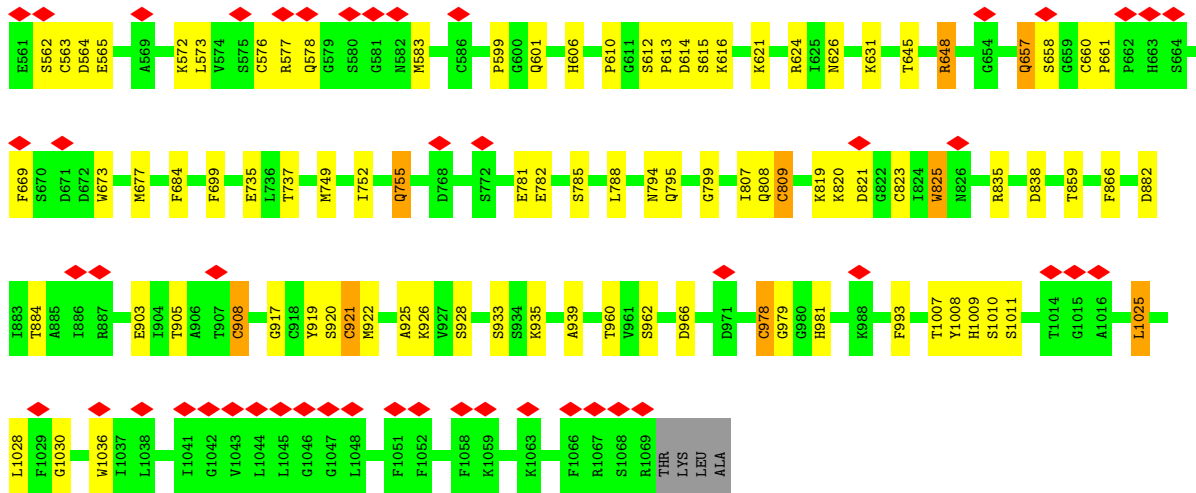 E561 S562 C563 D564 E565 A569 K572 L573 V574 S575 C576 R577 Q578 G579 S580 G581 N582 M583 C586 P599 G600 Q601 H606 P610 G611 S612 P613 D614 S615 K616 K621 R624 I625 N626 K631 T645 R648 G654 Q657 S658 G659 C660 P661 P662 H663 S664
F669 S670 D671 D672 W673 M677 F684 F699 E735 L736 T737 M749 I752 Q755 D768 S772 E781 E782 S785 L788 N794 Q795 G799 I807 Q808 C809 K819 K820 D821 G822 C823 I824 W825 N826 R835 D838 T859 F866 D882
I883 T884 A885 I886 R887 E903 I904 T905 A906 T907 C908 G917 C918 Y919 S920 C921 M922 A925 K926 V927 S928 S933 S934 K935 A939 T960 V961 S962 D966 D971 C978 G979 G980 H981 K988 F993 T1007 Y1008 H1009 S1010 S1011 T1014 G1015 A1016 L1025
L1028 F1029 G1030 W1036 I1037 L1038 I1041 G1042 V1043 L1044 L1045 G1046 G1047 L1048 F1051 F1052 F1058 K1059 K1063 F1066 R1067 S1068 R1069 THR LYS LEU ALA